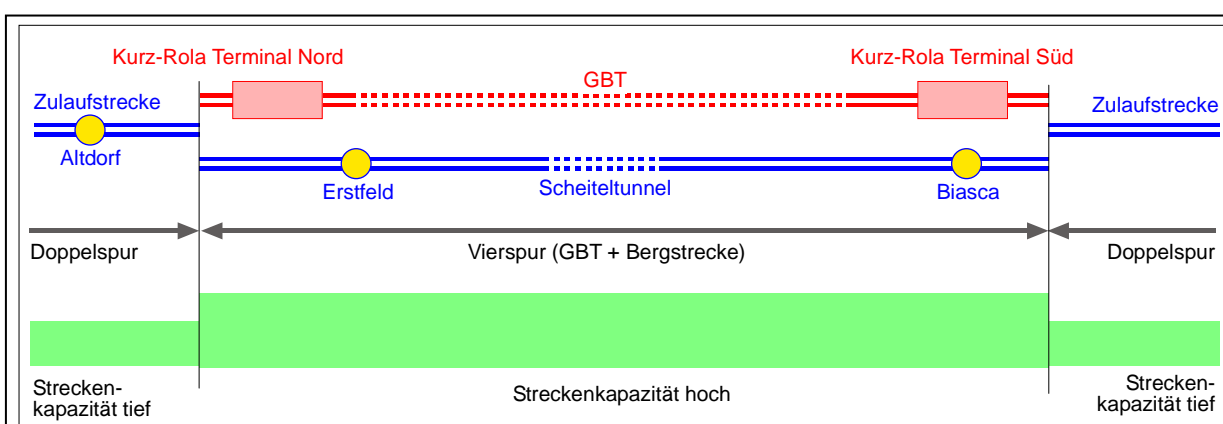 Kurz-Rola Terminal Nord
Kurz-Rola Terminal Süd
GBT
Zulaufstrecke
Zulaufstrecke
Altdorf
Erstfeld
Scheiteltunnel
Biasca
Doppelspur
Vierspur (GBT + Bergstrecke)
Doppelspur
Strecken-
kapazität tief
Streckenkapazität hoch
Strecken-
kapazität tief